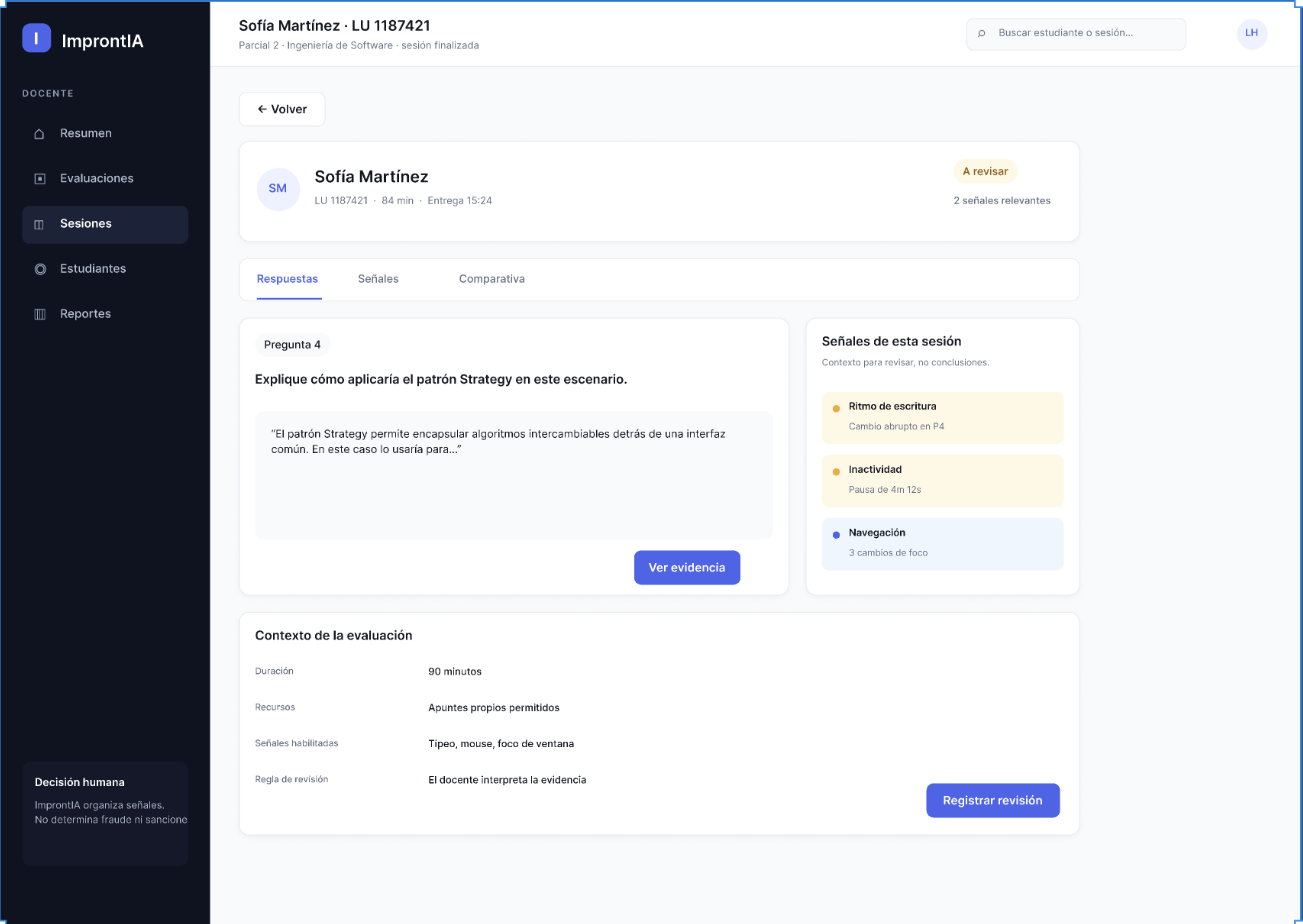 I ImprontIA
DOCENTE
Resumen
Evaluaciones
Sesiones
Estudiantes
Reportes
Decisión humana
ImprontIA organiza señales.
No determina fraude ni sancione
Sofía Martínez · LU 1187421
Parcial 2 · Ingeniería de Software · sesión finalizada
Buscar estudiante o sesión...
LH
← Volver
SM
Sofía Martínez
LU 1187421 · 84 min · Entrega 15:24
A revisar
2 señales relevantes
Respuestas
Señales
Comparativa
Pregunta 4
Explique cómo aplicaría el patrón Strategy en este escenario.
“El patrón Strategy permite encapsular algoritmos intercambiables detrás de una interfaz
común. En este caso lo usaría para...”
Ver evidencia
Señales de esta sesión
Contexto para revisar, no conclusiones.
Ritmo de escritura
Cambio abrupto en P4
Inactividad
Pausa de 4m 12s
Navegación
3 cambios de foco
Contexto de la evaluación
Duración 90 minutos
Recursos Apuntes propios permitidos
Señales habilitadas Tipeo, mouse, foco de ventana
Regla de revisión El docente interpreta la evidencia
Registrar revisión